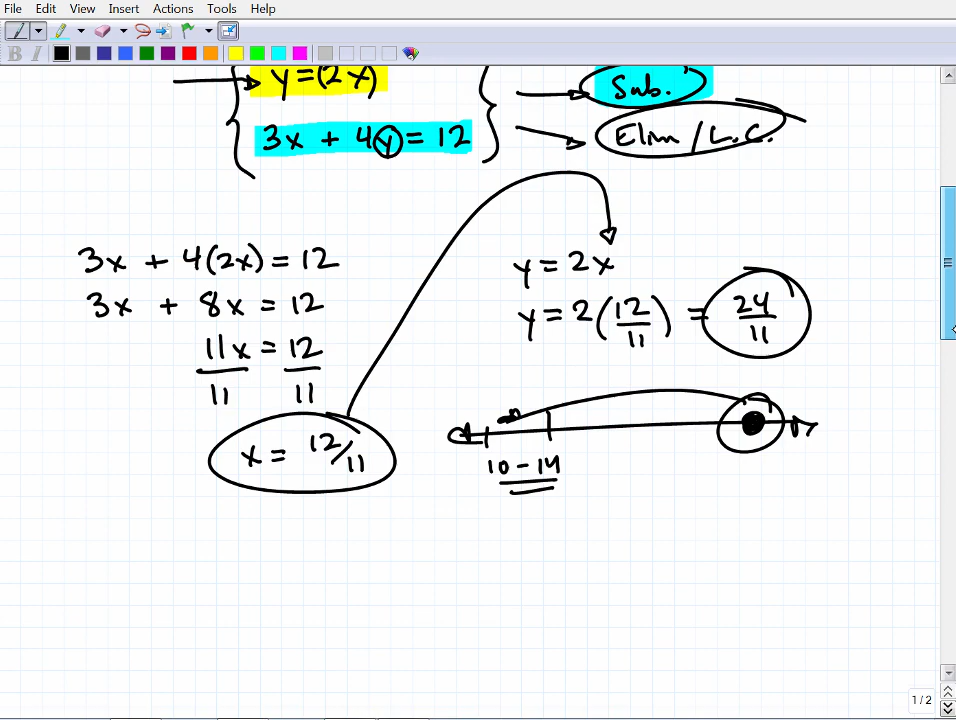 File Edit View Insert Actions Tools Help
B I
y=(2x)
Sub.
3x + 4y = 12
Elim / L.C.
3x + 4(2x) = 12
y = 2x
3x + 8x = 12
y = 2(12/11) = 24/11
11x = 12
11 11
x = 12/11
10 - 14
1 / 2